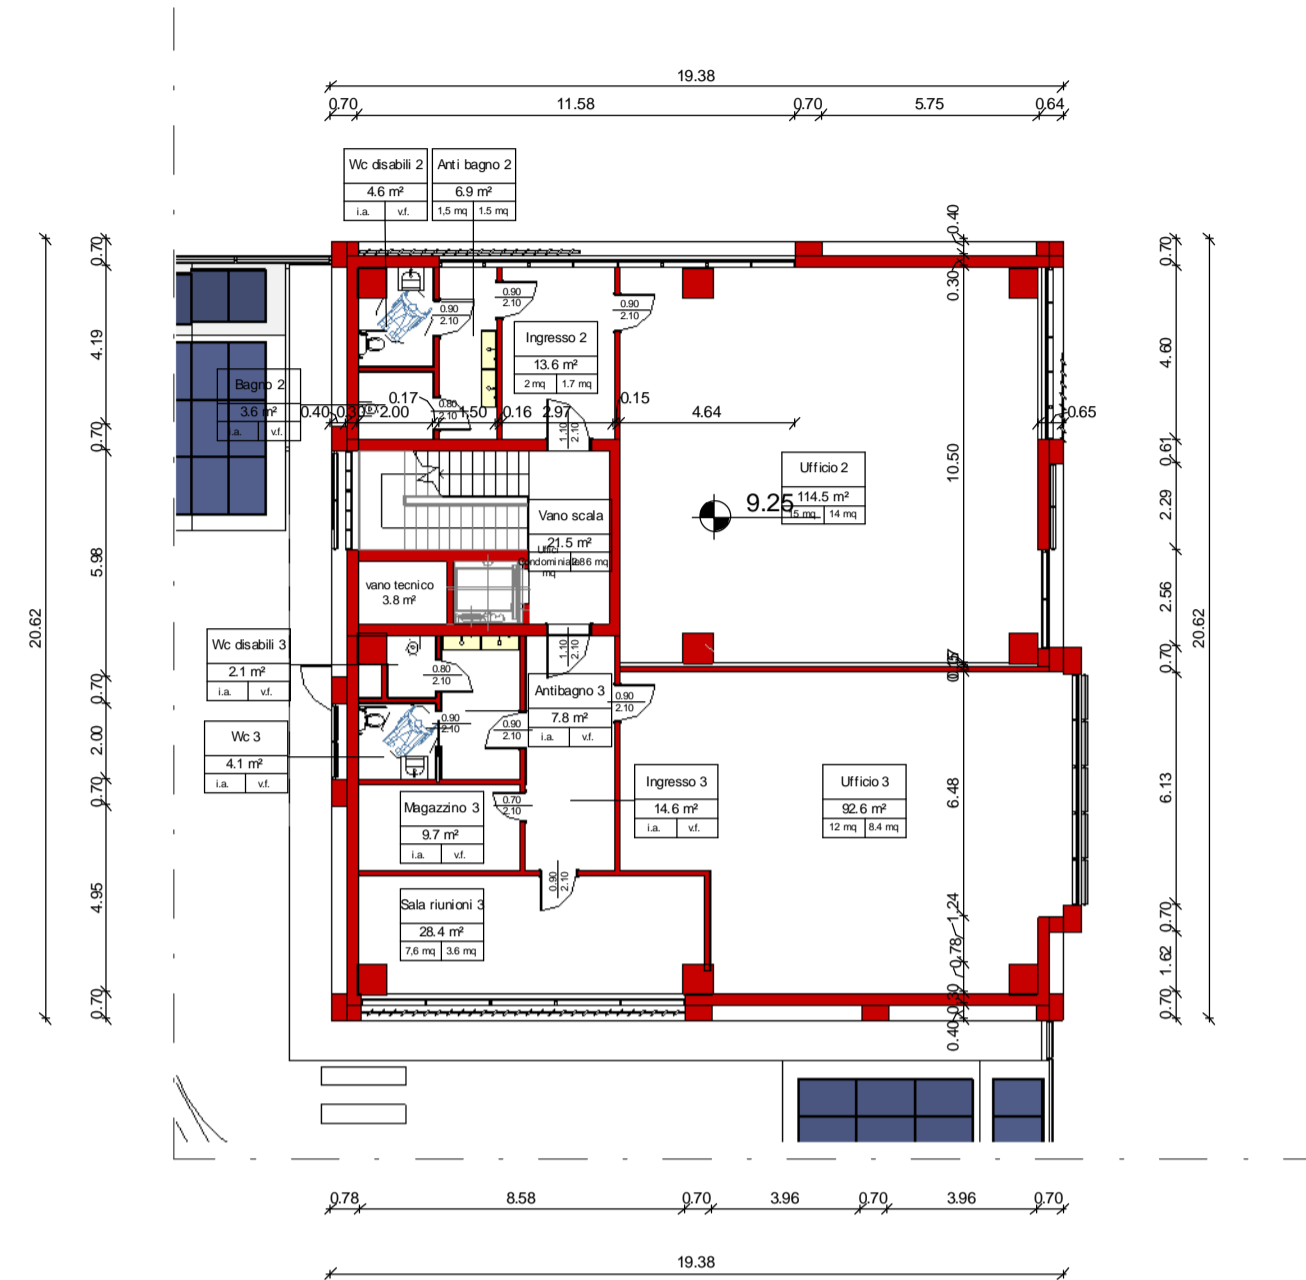 19.38
0.70 11.58 0.70 5.75 0.64
Wc disabili 2
4.6 m²
i.a. v.f.
Anti bagno 2
6.9 m²
1,5 mq 1.5 mq
0.40
0.70
0.30
0.70
4.19
0.90
2.10
0.90
2.10
0.90
2.10
Ingresso 2
13.6 m²
2 mq 1.7 mq
4.60
Bagno 2
3.6 m²
i.a. v.f.
0.40 0.30 2.00 0.17 1.50 0.16 2.97 0.15 4.64 0.65
0.80
2.10
1.10
2.10
0.70
0.61
10.50
Ufficio 2
114.5 m²
15 mq 14 mq
9.25
2.29
Vano scala
21.5 m²
Uffici
Condominiale
mq
2.86 mq
5.98
vano tecnico
3.8 m²
2.56
20.62
20.62
Wc disabili 3
2.1 m²
i.a. v.f.
0.80
2.10
1.10
2.10
0.70
0.70
Antibagno 3
7.8 m²
i.a. v.f.
0.90
2.10
0.90
2.10
0.90
2.10
Wc 3
4.1 m²
i.a. v.f.
2.00
0.70
Ingresso 3
14.6 m²
i.a. v.f.
Ufficio 3
92.6 m²
12 mq 8.4 mq
6.48
6.13
0.70
2.10
Magazzino 3
9.7 m²
i.a. v.f.
0.90
2.10
4.95
Sala riunioni 3
28.4 m²
7,6 mq 3.6 mq
1.24
0.78
0.30
0.40
0.70
1.62
0.70
0.70
0.78 8.58 0.70 3.96 0.70 3.96 0.70
19.38